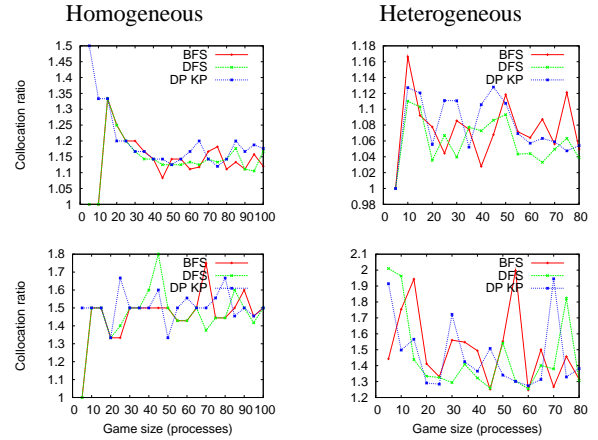 Homogeneous Heterogeneous
Collocation ratio
1.5
1.45
1.4
1.35
1.3
1.25
1.2
1.15
1.1
1.05
1
BFS
DFS
DP KP
0 10 20 30 40 50 60 70 80 90 100
1.18
1.16
1.14
1.12
1.1
1.08
1.06
1.04
1.02
1
0.98
BFS
DFS
DP KP
0 10 20 30 40 50 60 70 80
Collocation ratio
1.8
1.7
1.6
1.5
1.4
1.3
1.2
1.1
1
BFS
DFS
DP KP
0 10 20 30 40 50 60 70 80 90 100
Game size (processes)
2.1
2
1.9
1.8
1.7
1.6
1.5
1.4
1.3
1.2
BFS
DFS
DP KP
0 10 20 30 40 50 60 70 80
Game size (processes)